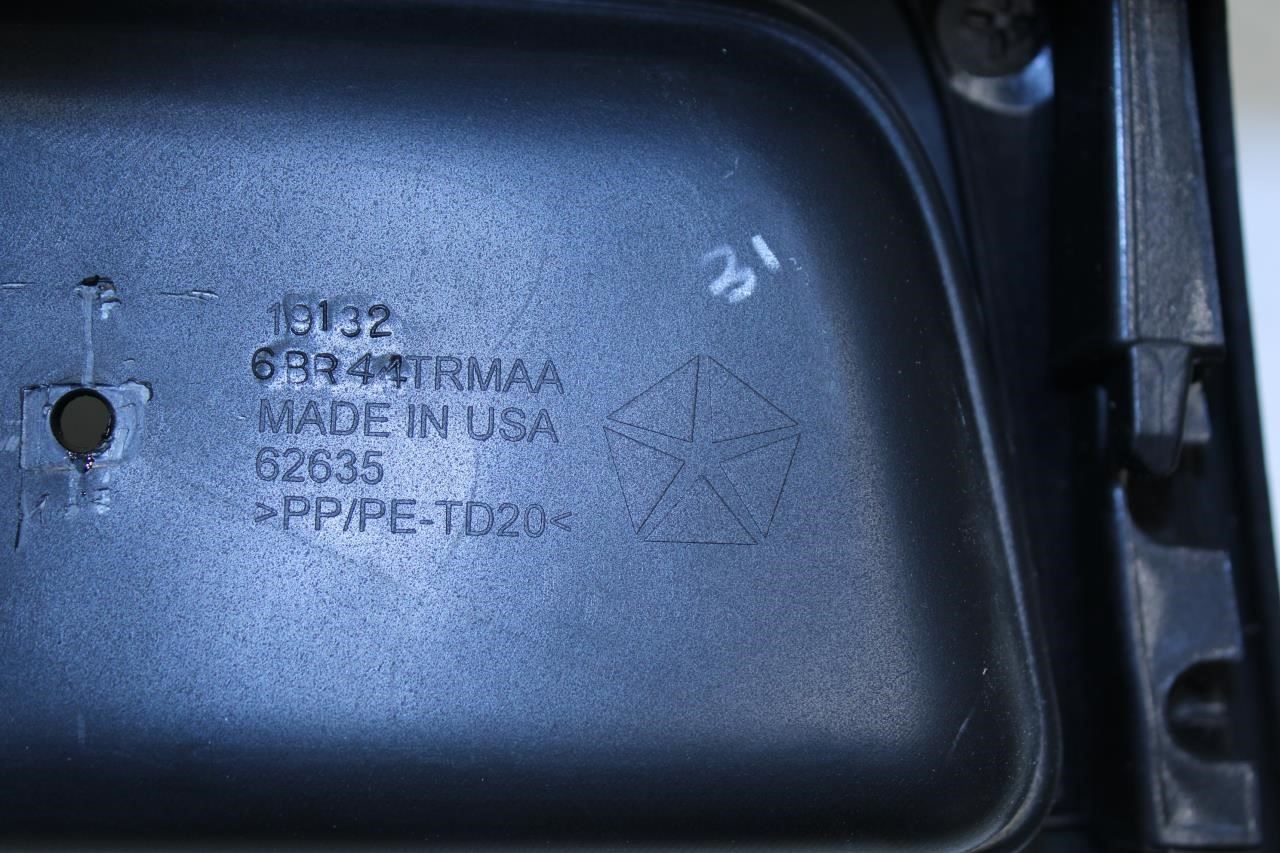 31
19132
6BR44TRMAA
MADE IN USA
62635
>PP/PE-TD20<